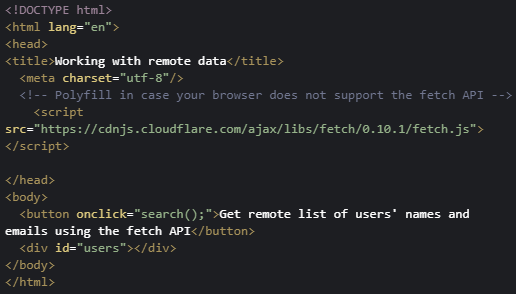 <!DOCTYPE html>
<html lang="en">
<head>
<title>Working with remote data</title>
  <meta charset="utf-8"/>
  <!-- Polyfill in case your browser does not support the fetch API -->
    <script
src="https://cdnjs.cloudflare.com/ajax/libs/fetch/0.10.1/fetch.js">
</script>

</head>
<body>
  <button onclick="search();">Get remote list of users' names and
emails using the fetch API</button>
  <div id="users"></div>
</body>
</html>